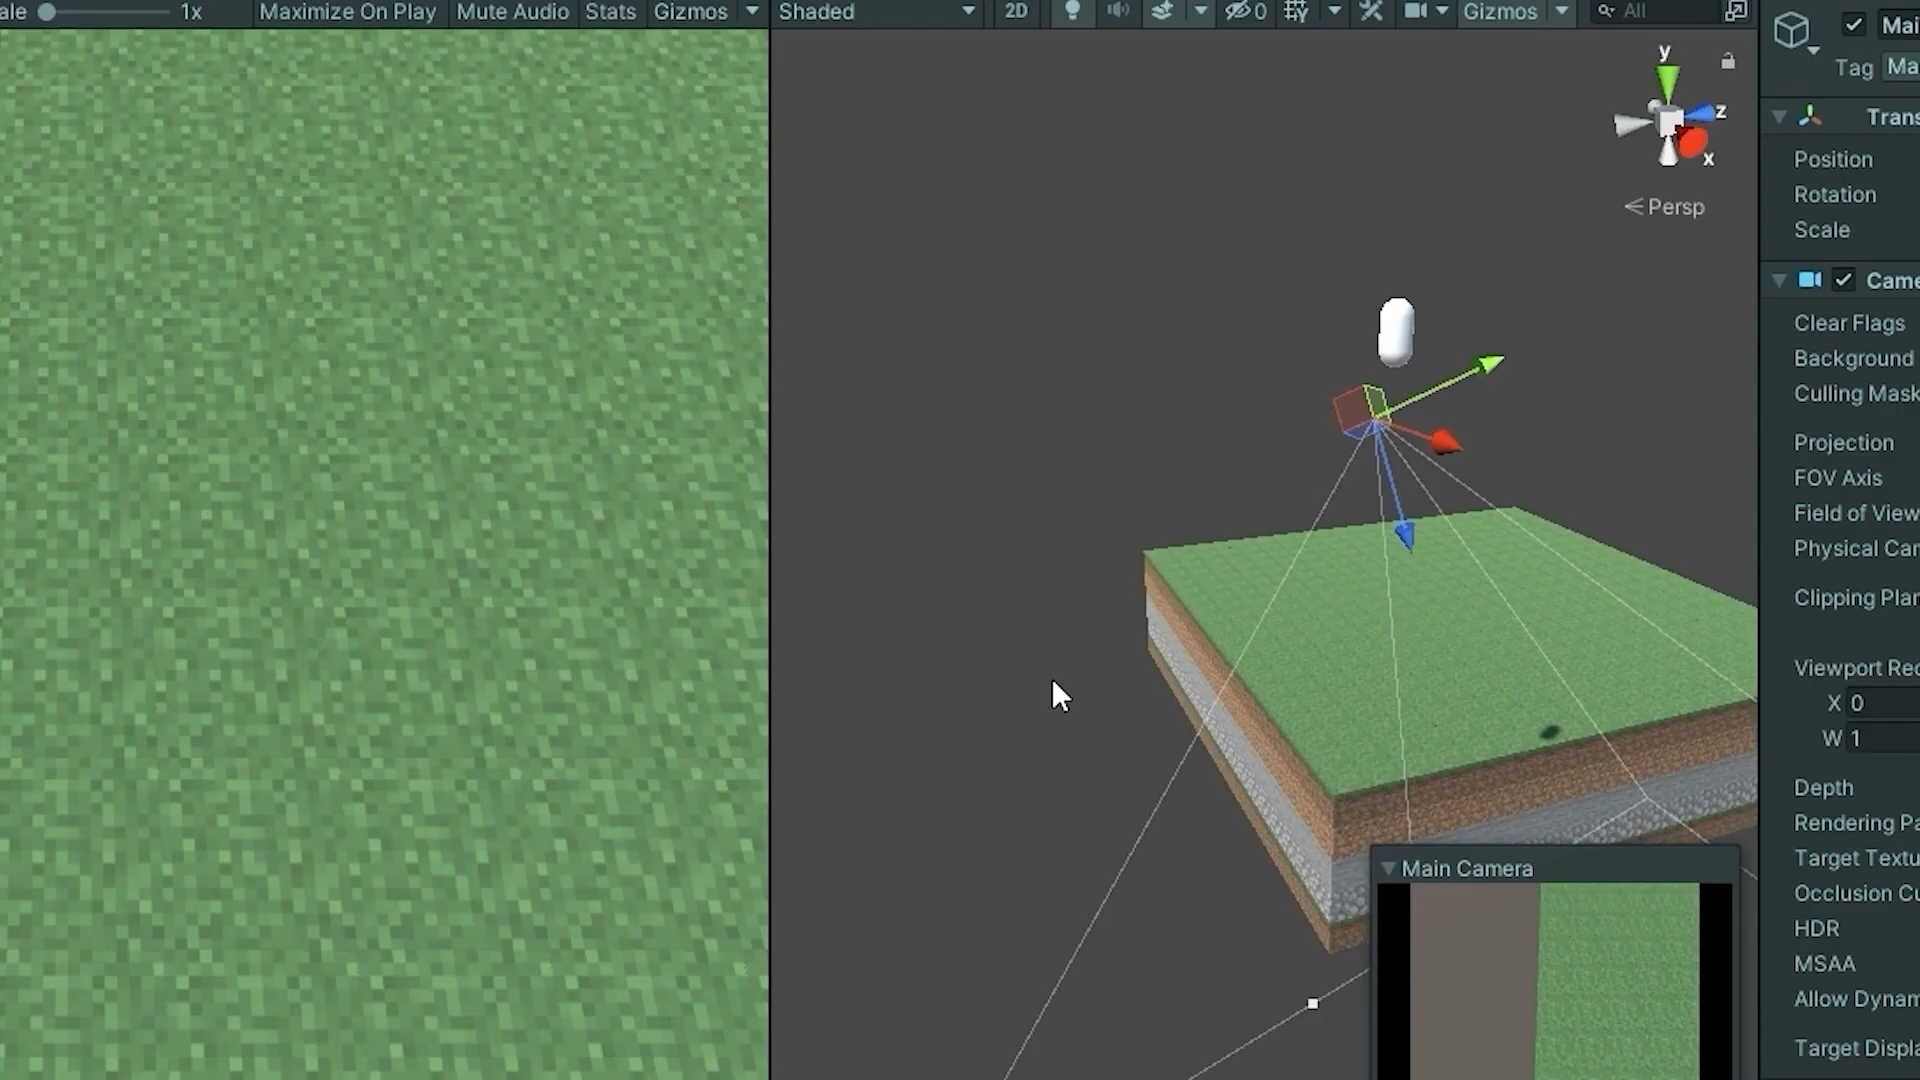 ale 1x Maximize On Play Mute Audio Stats Gizmos
Shaded 2D 0 Gizmos All
y
z
x
Persp
Main Camera
Mai
Tag Ma
Trans
Position
Rotation
Scale
Came
Clear Flags
Background
Culling Mask
Projection
FOV Axis
Field of View
Physical Cam
Clipping Plan
Viewport Rec
X 0
W 1
Depth
Rendering Pa
Target Textu
Occlusion Cu
HDR
MSAA
Allow Dynam
Target Displa